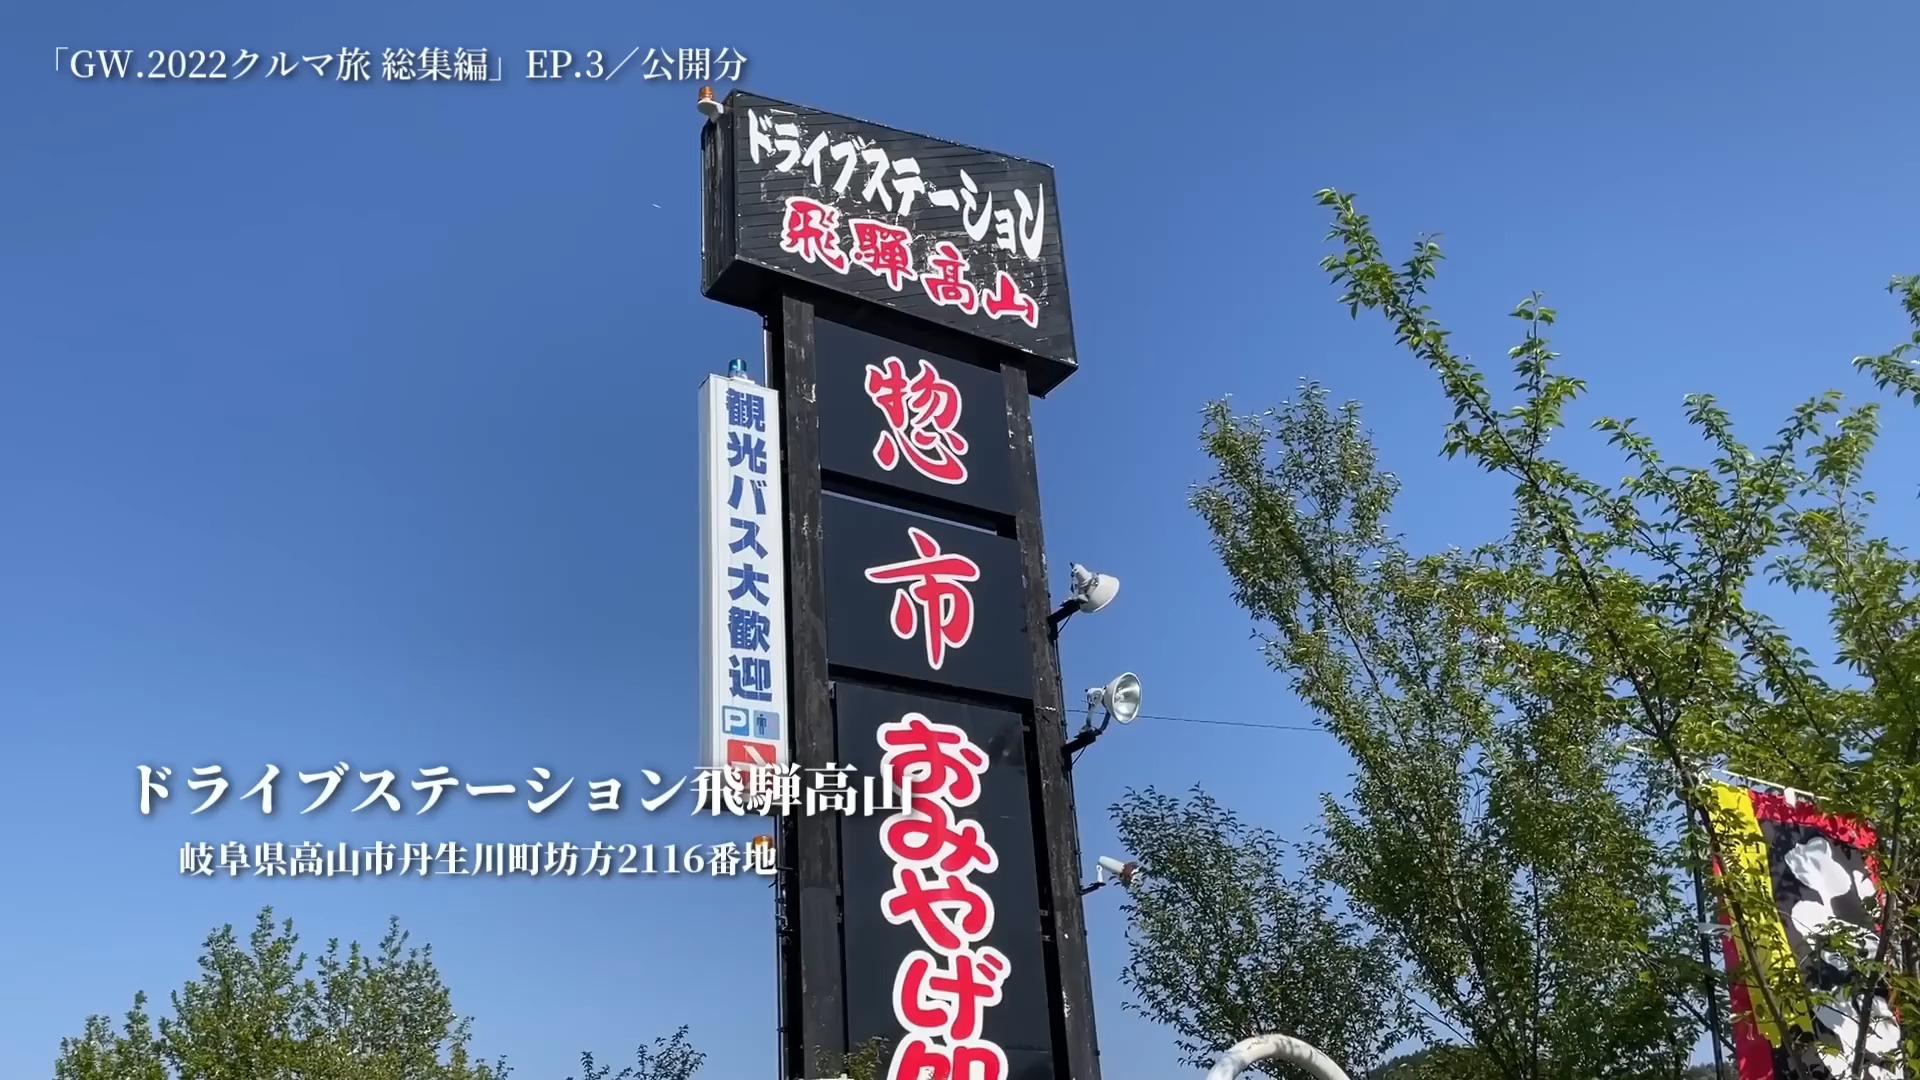 「GW.2022クルマ旅 総集編」EP.3／公開分
ドライブステーション
飛騨高山
惣市
おみやげ処
観光バス大歓迎
P
ドライブステーション飛騨高山
岐阜県高山市丹生川町坊方2116番地